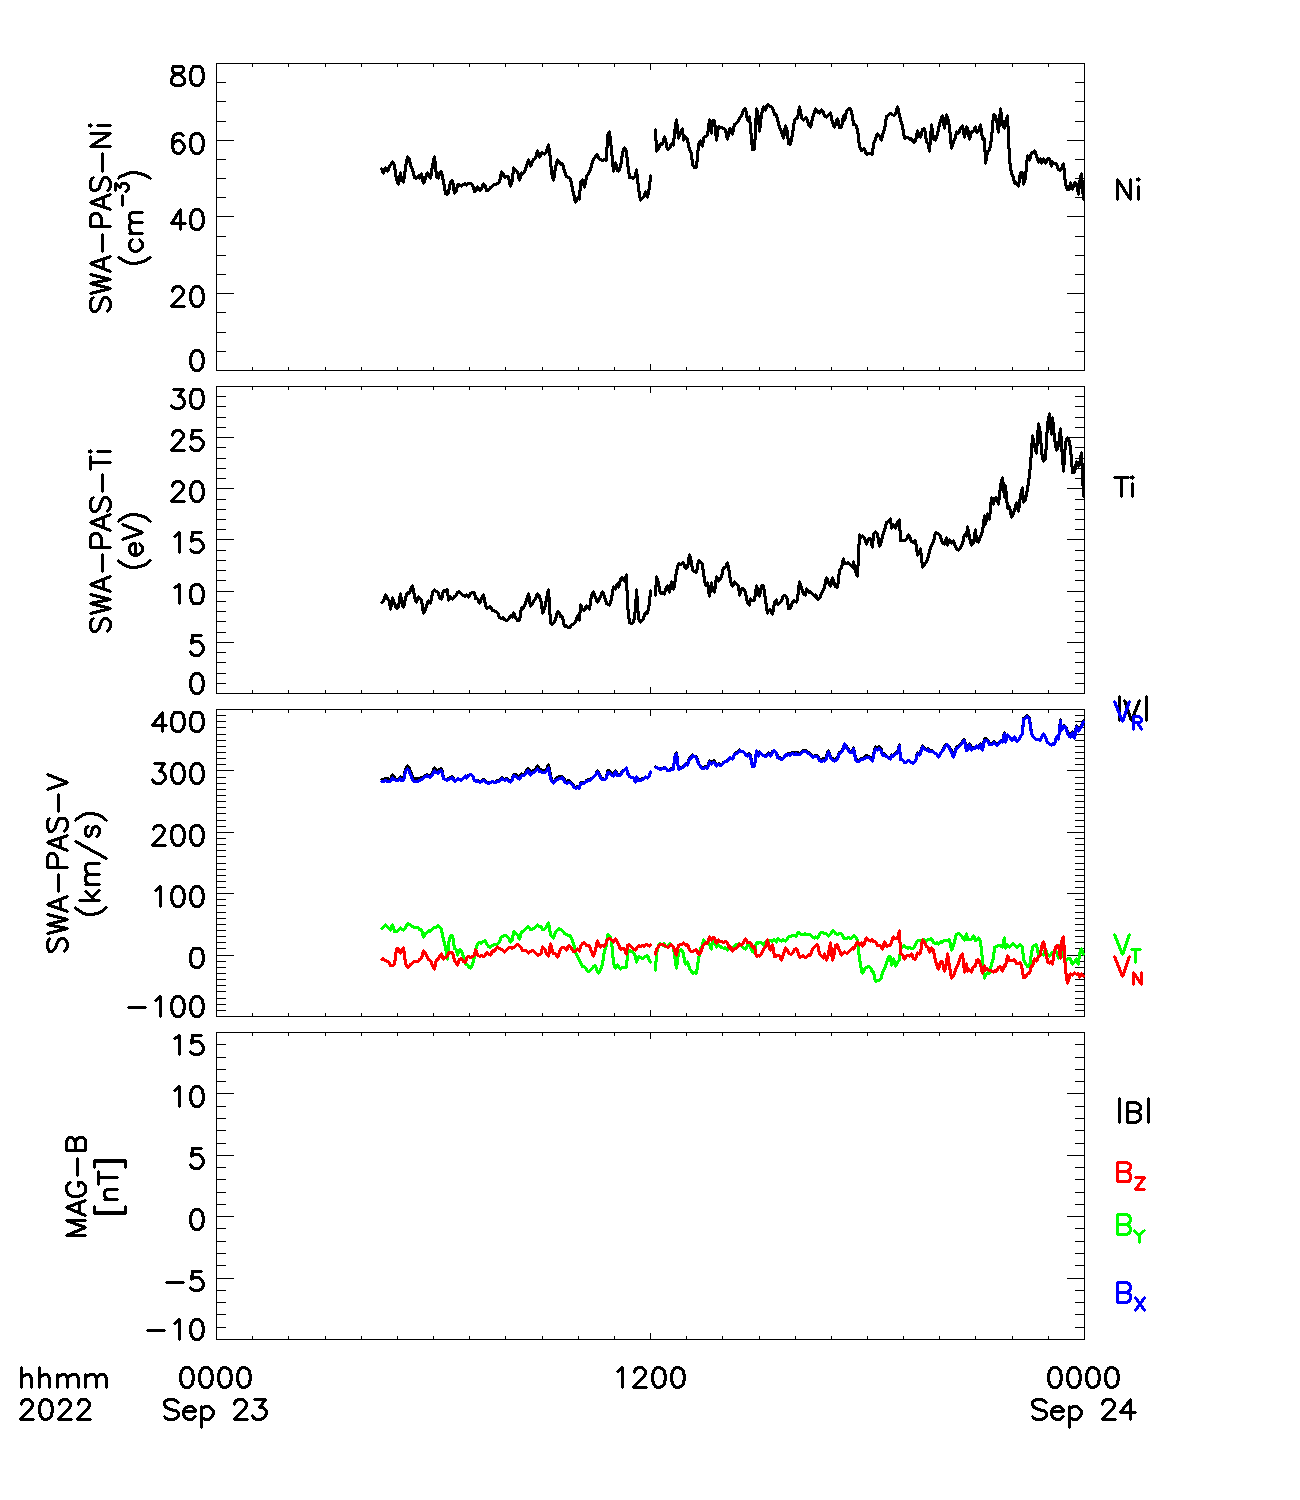 SWA-PAS-Ni
(cm⁻³)
80
60
40
20
0
Ni
SWA-PAS-Ti
(eV)
30
25
20
15
10
5
0
Ti
SWA-PAS-V
(km/s)
400
300
200
100
0
-100
|V|
V_R
V_T
V_N
MAG-B
[nT]
15
10
5
0
-5
-10
|B|
B_Z
B_Y
B_X
hhmm 0000 1200 0000
2022 Sep 23 Sep 24